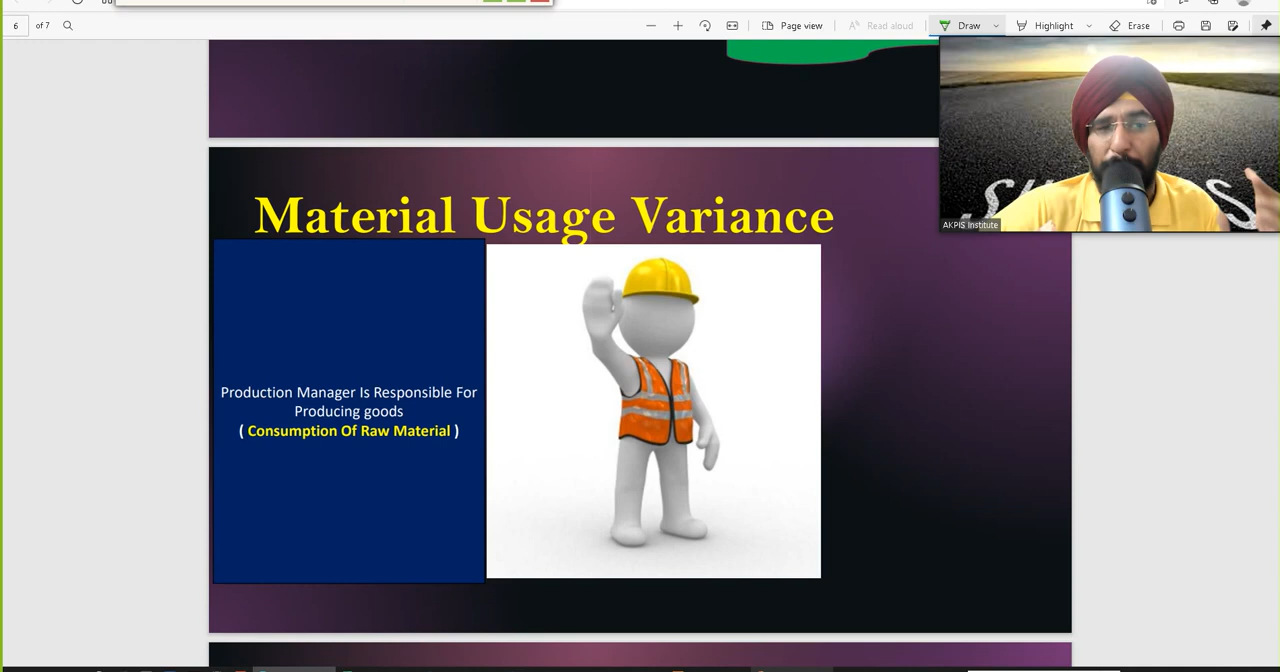 6 of 7
Page view
Read aloud
Draw
Highlight
Erase
AKPIS Institute
Material Usage Variance
Production Manager Is Responsible For
Producing goods
( Consumption Of Raw Material )